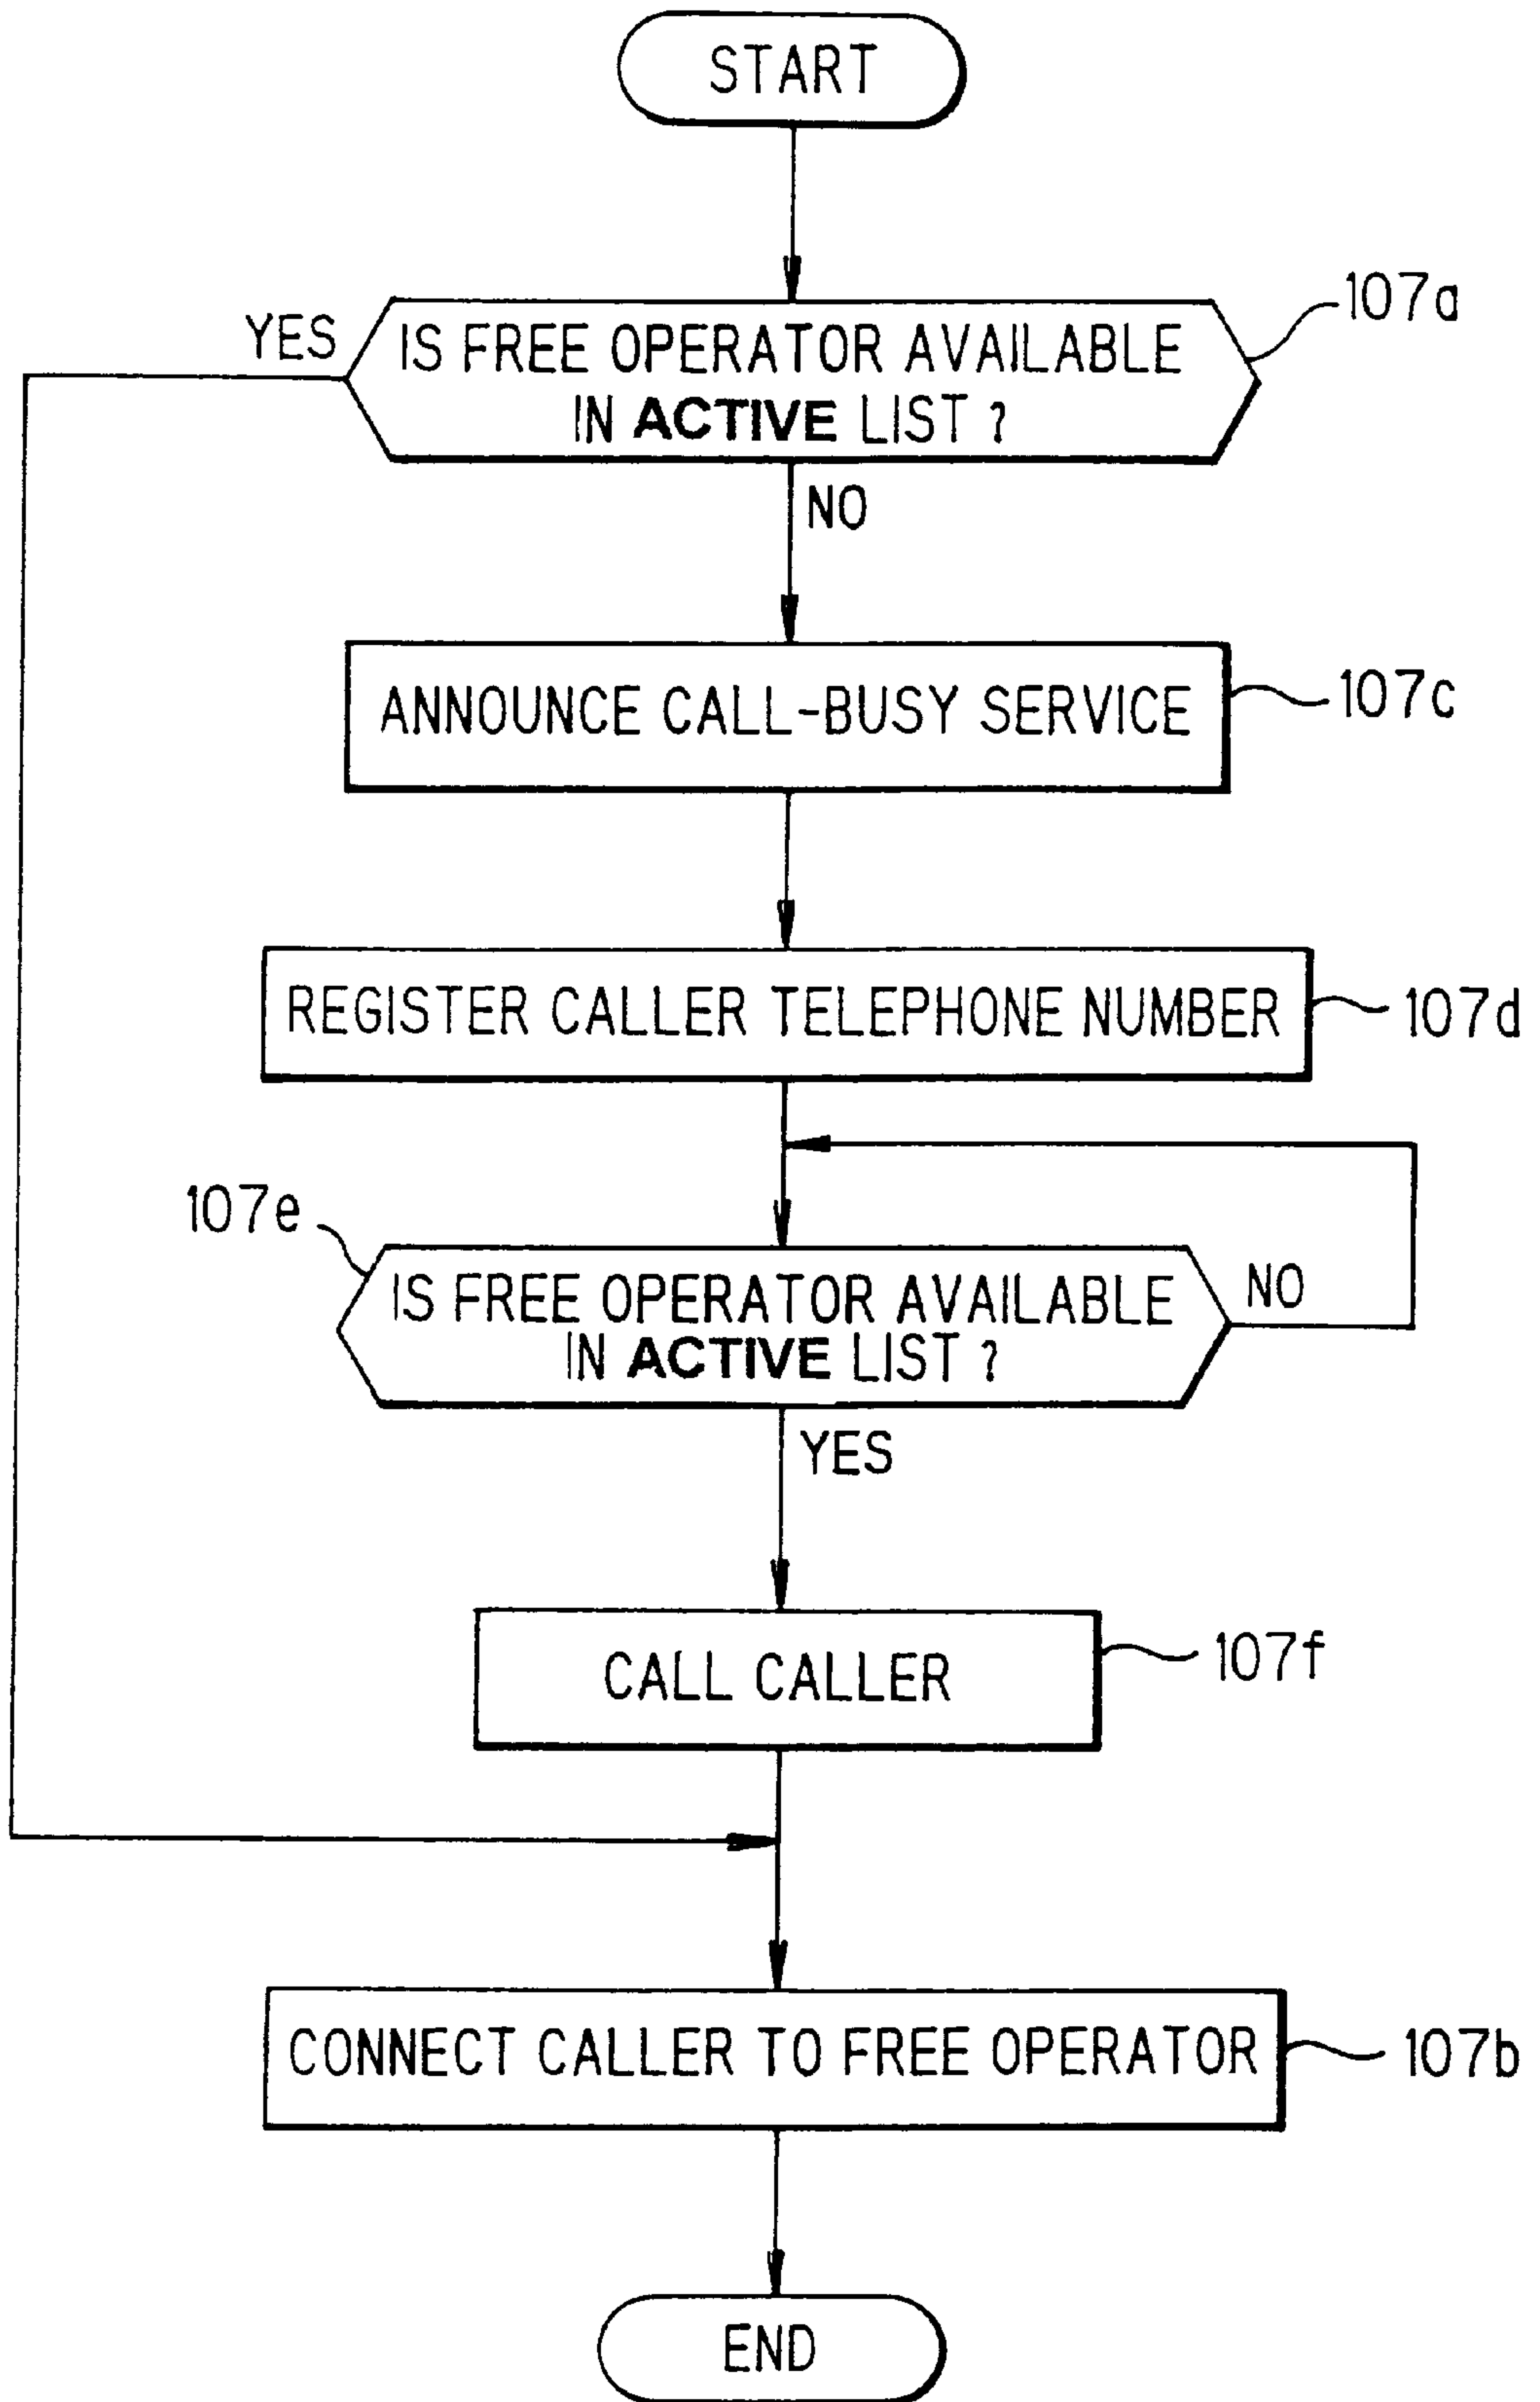 START
107a
YES
IS FREE OPERATOR AVAILABLE
IN ACTIVE LIST ?
NO
ANNOUNCE CALL-BUSY SERVICE
107c
REGISTER CALLER TELEPHONE NUMBER
107d
107e
IS FREE OPERATOR AVAILABLE
IN ACTIVE LIST ?
NO
YES
CALL CALLER
107f
CONNECT CALLER TO FREE OPERATOR
107b
END